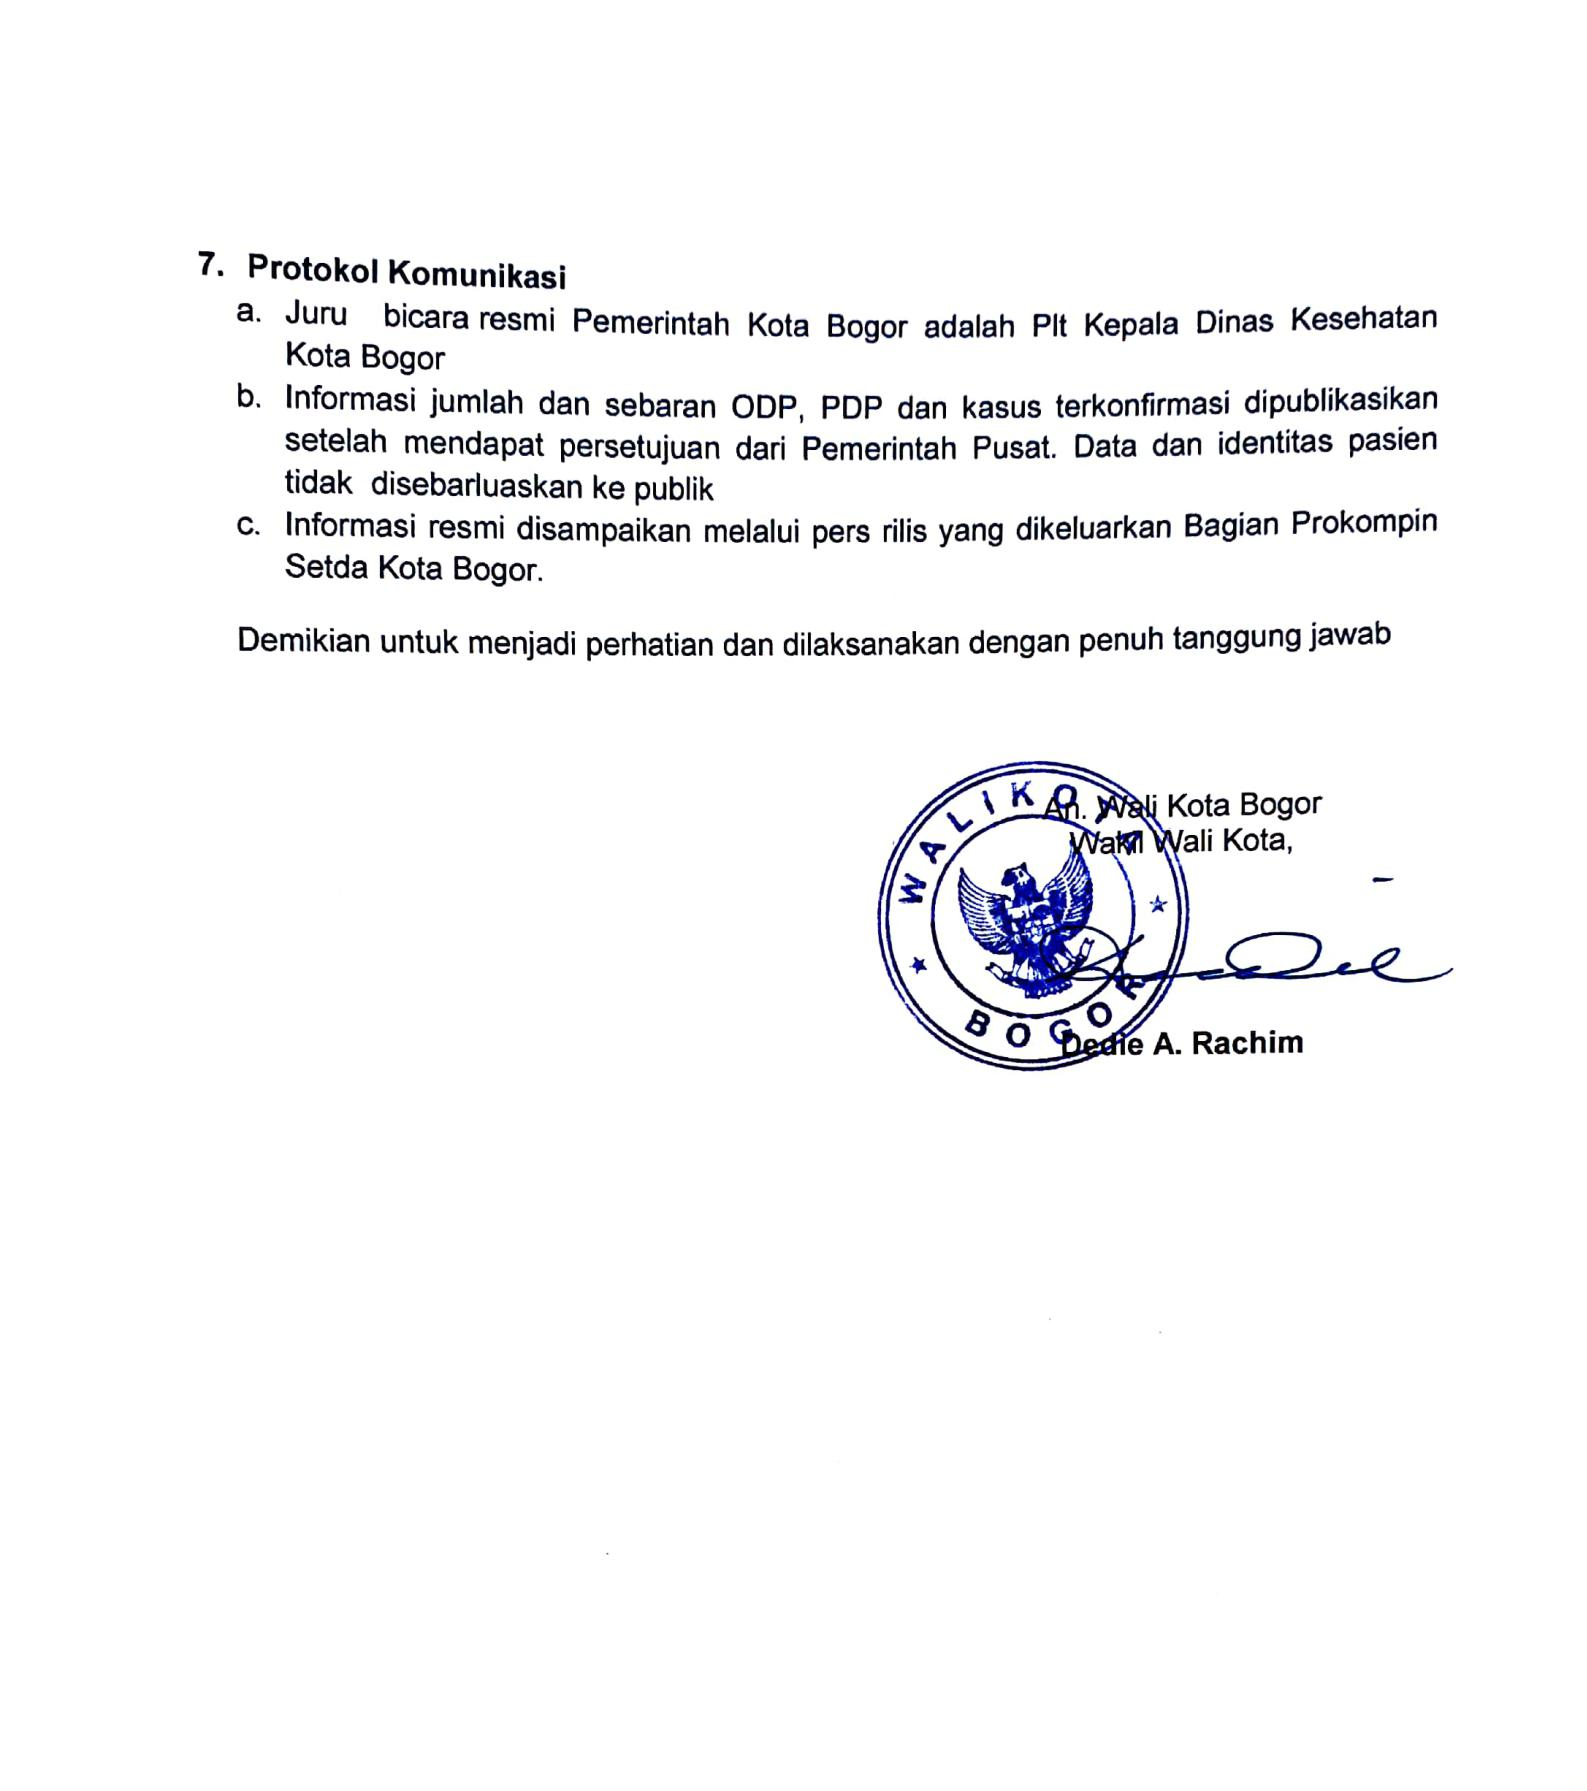 7. Protokol Komunikasi
a. Juru bicara resmi Pemerintah Kota Bogor adalah Plt Kepala Dinas Kesehatan
Kota Bogor
b. Informasi jumlah dan sebaran ODP, PDP dan kasus terkonfirmasi dipublikasikan
setelah mendapat persetujuan dari Pemerintah Pusat. Data dan identitas pasien
tidak disebarluaskan ke publik
c. Informasi resmi disampaikan melalui pers rilis yang dikeluarkan Bagian Prokompin
Setda Kota Bogor.
Demikian untuk menjadi perhatian dan dilaksanakan dengan penuh tanggung jawab
An. Wali Kota Bogor
Wakil Wali Kota,
WALIKOTA
BOGOR
Dedie A. Rachim